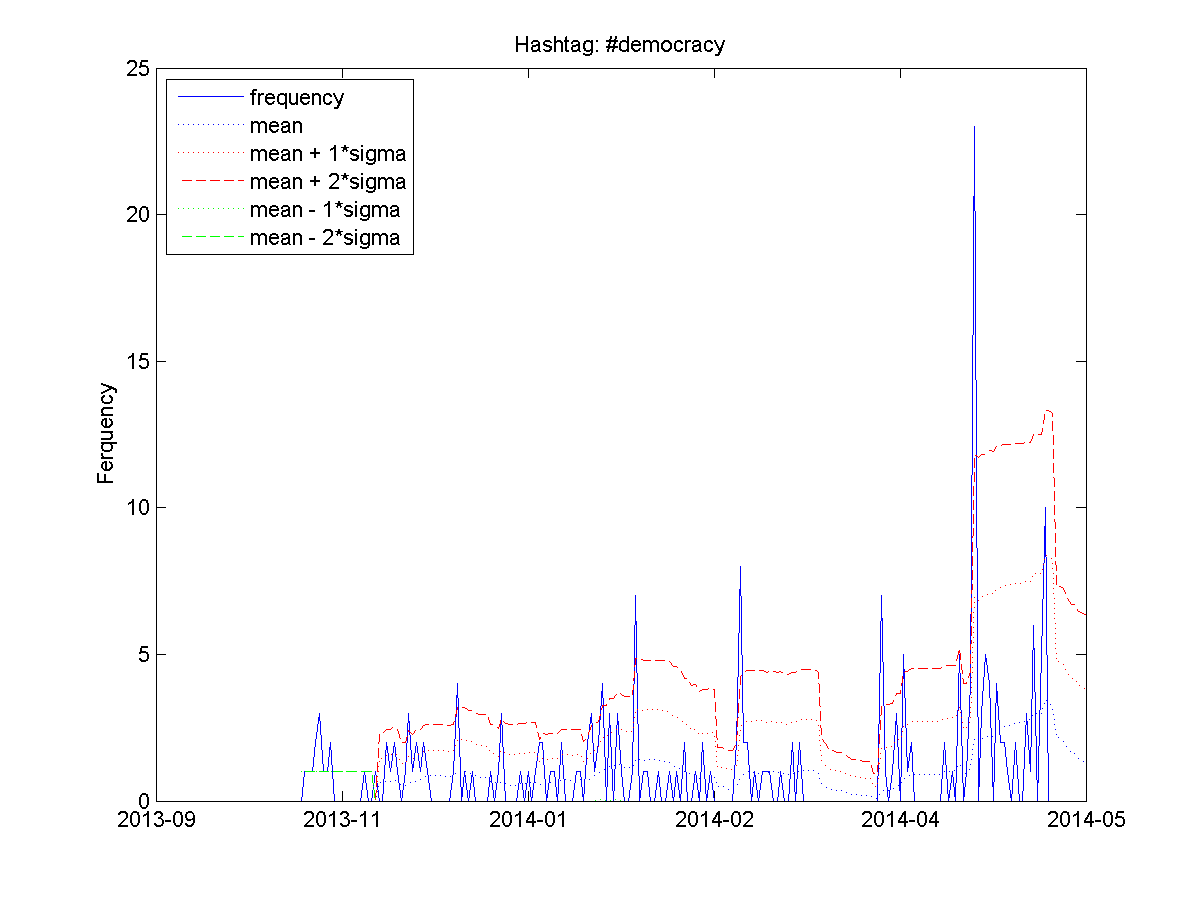 Hashtag: #democracy
25
20
15
10
5
0
Ferquency
frequency
mean
mean + 1*sigma
mean + 2*sigma
mean - 1*sigma
mean - 2*sigma
2013-09 2013-11 2014-01 2014-02 2014-04 2014-05